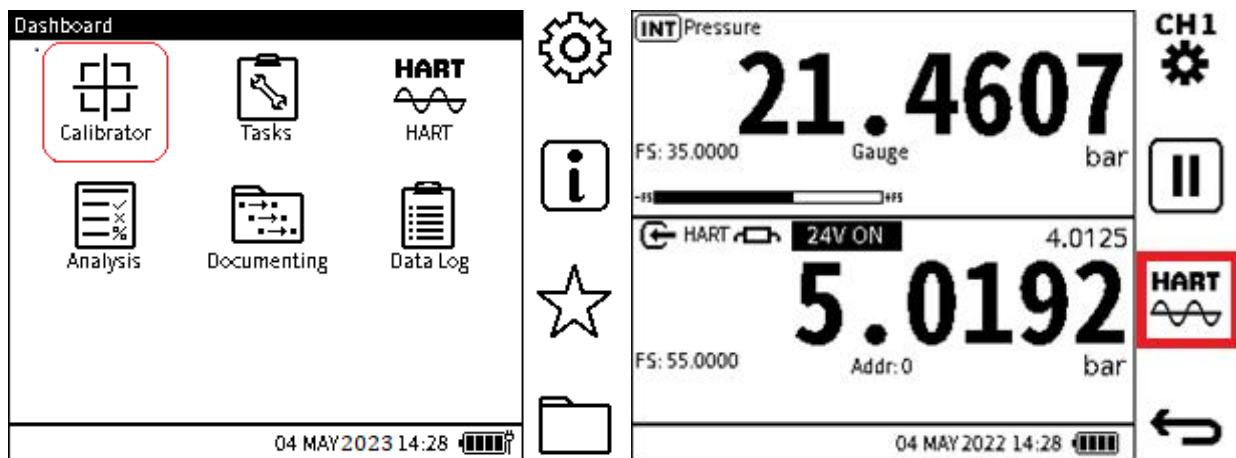 Dashboard
HART
Calibrator Tasks HART
%
Analysis Documenting Data Log
04 MAY 2023 14:28
i
INT Pressure
21.4607
FS: 35.0000 Gauge bar
-FS +FS
HART 24V ON 4.0125
5.0192
FS: 55.0000 Addr: 0 bar
04 MAY 2022 14:28
CH1
HART